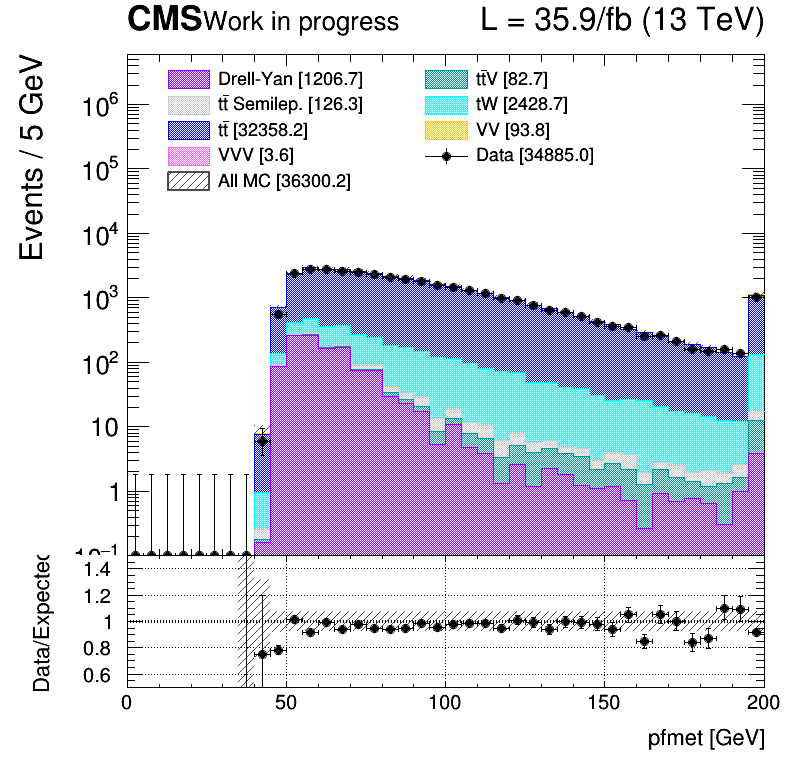 CMS Work in progress L = 35.9/fb (13 TeV)
Events / 5 GeV
Drell-Yan [1206.7]
tt̄ Semilep. [126.3]
tt̄ [32358.2]
VVV [3.6]
All MC [36300.2]
tt̄V [82.7]
tW [2428.7]
VV [93.8]
Data [34885.0]
10⁶
10⁵
10⁴
10³
10²
10
1
10⁻¹
Data/Expected
1.4
1.2
1
0.8
0.6
0 50 100 150 200
pfmet [GeV]